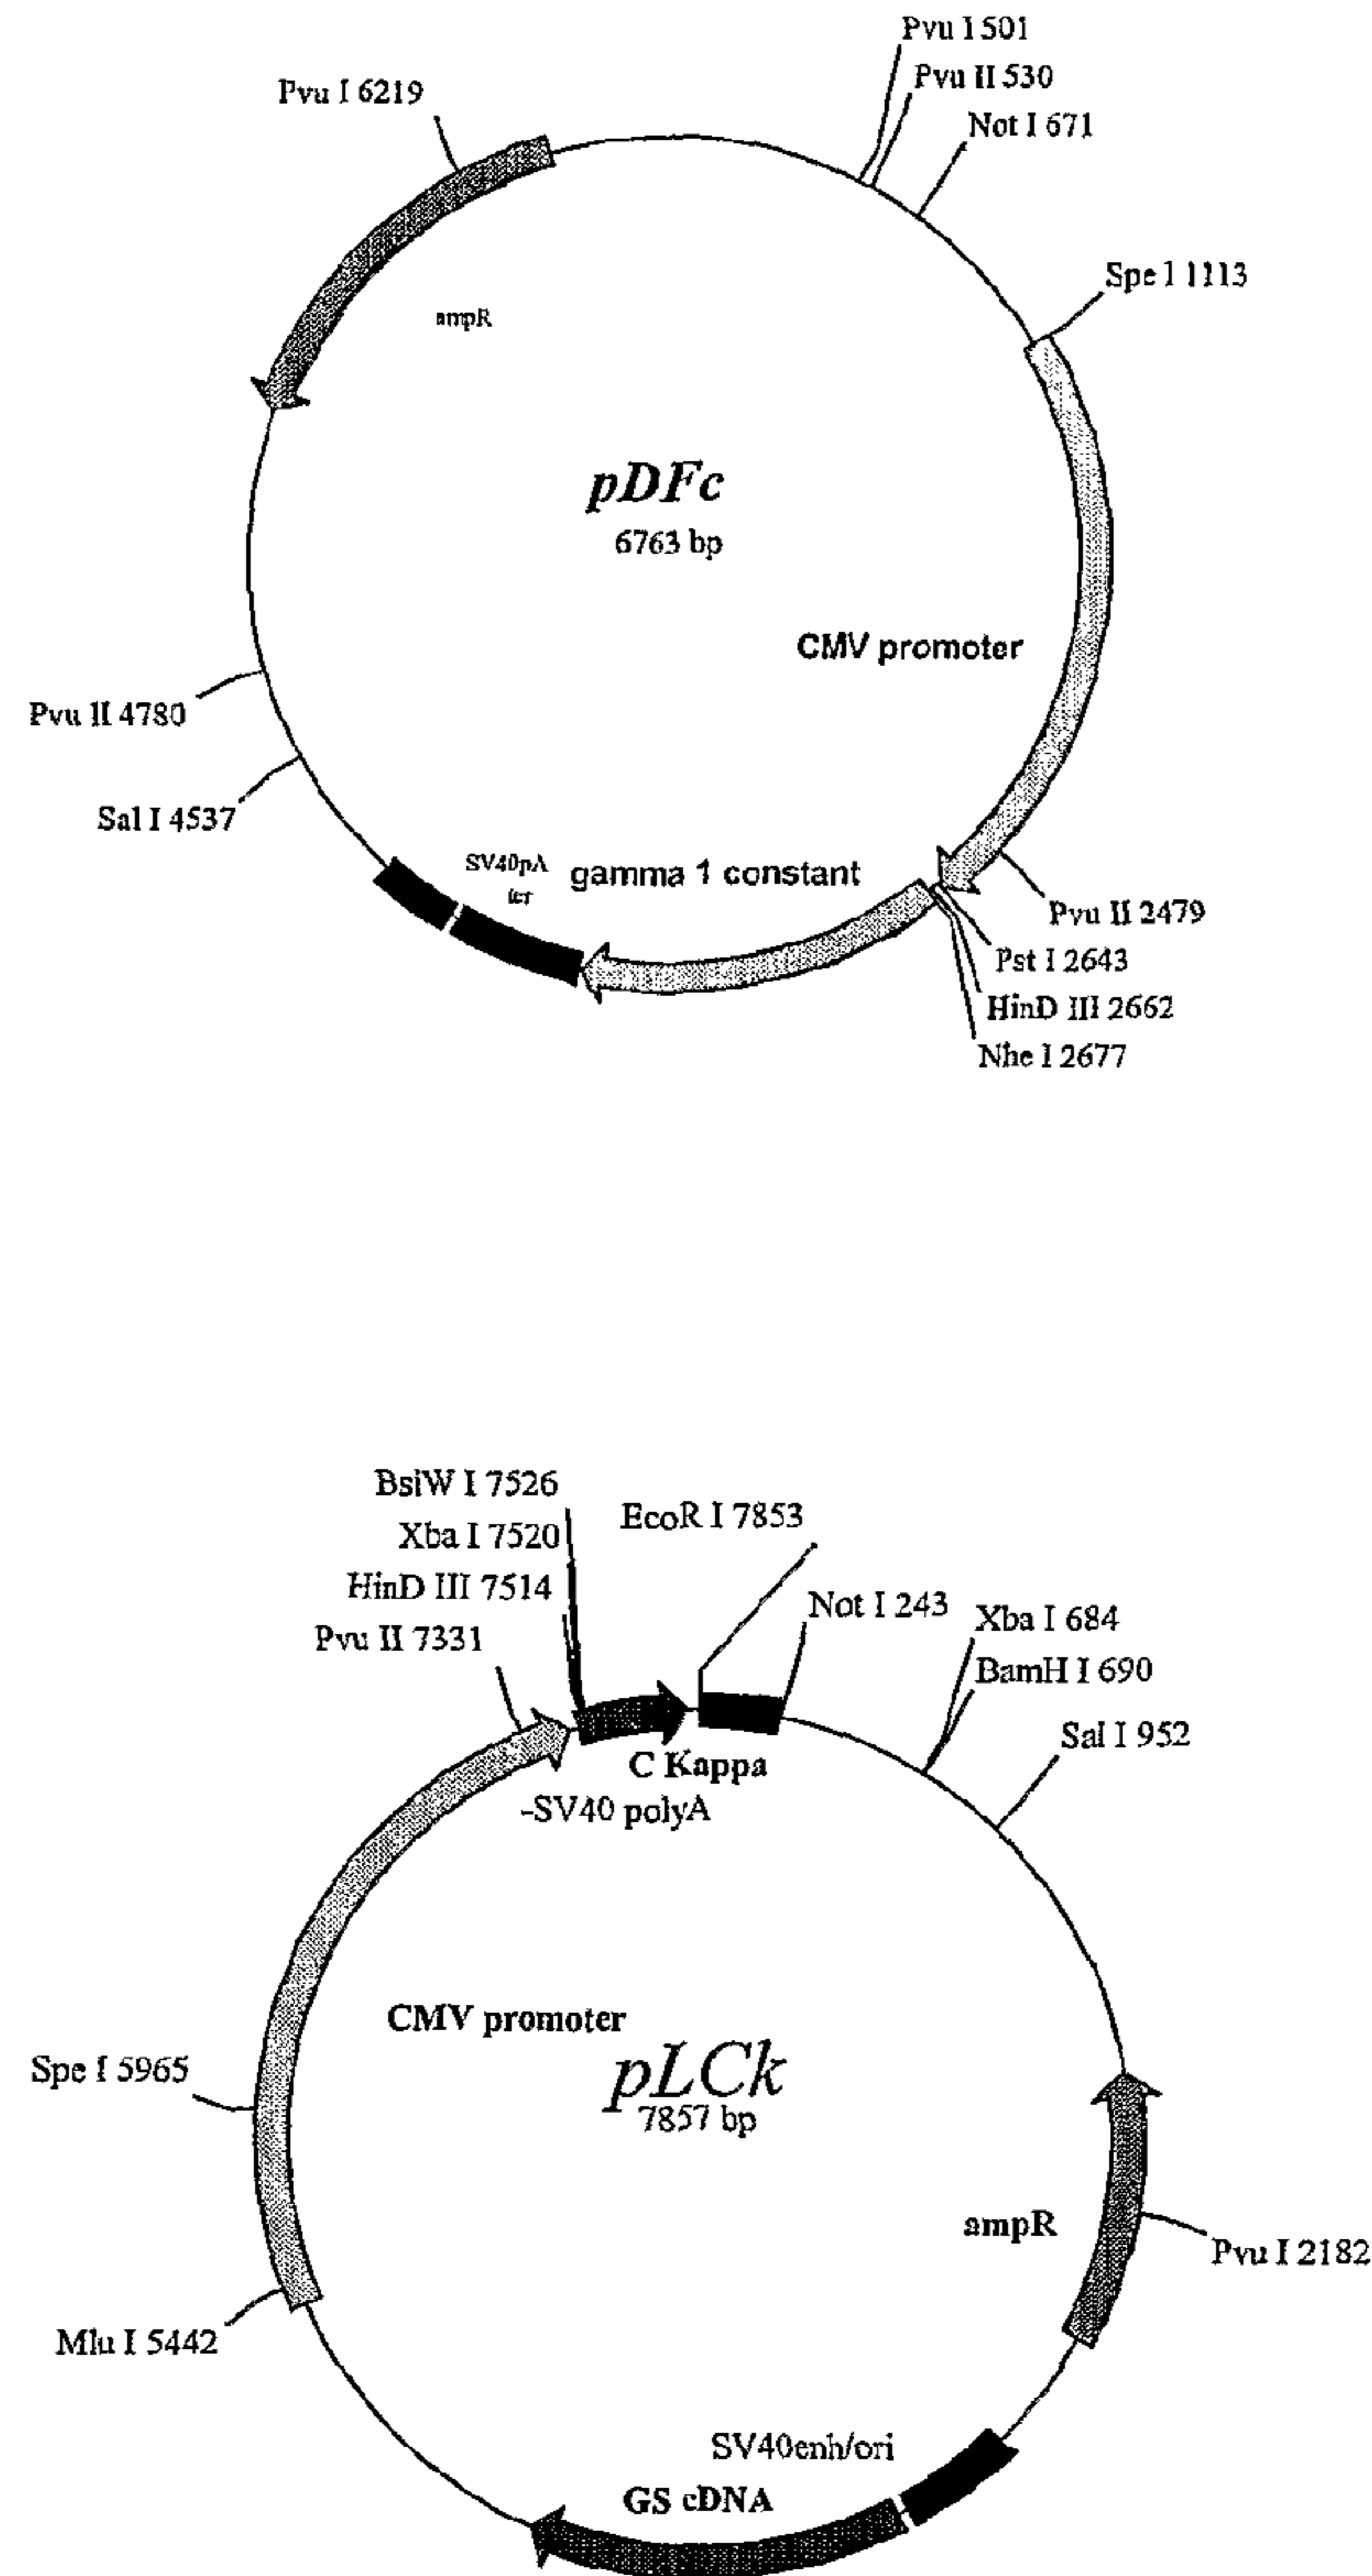 Pvu I 501
Pvu II 530
Not I 671
Pvu I 6219
Spe I 1113
ampR
pDFc
6763 bp
CMV promoter
Pvu II 4780
Sal I 4537
SV40pA
ter
gamma 1 constant
Pvu II 2479
Pst I 2643
HinD III 2662
Nhe I 2677
BsiW I 7526
Xba I 7520
HinD III 7514
Pvu II 7331
EcoR I 7853
Not I 243
Xba I 684
BamH I 690
Sal I 952
C Kappa
-SV40 polyA
CMV promoter
pLCk
7857 bp
Spe I 5965
ampR
Pvu I 2182
Mlu I 5442
SV40enh/ori
GS cDNA